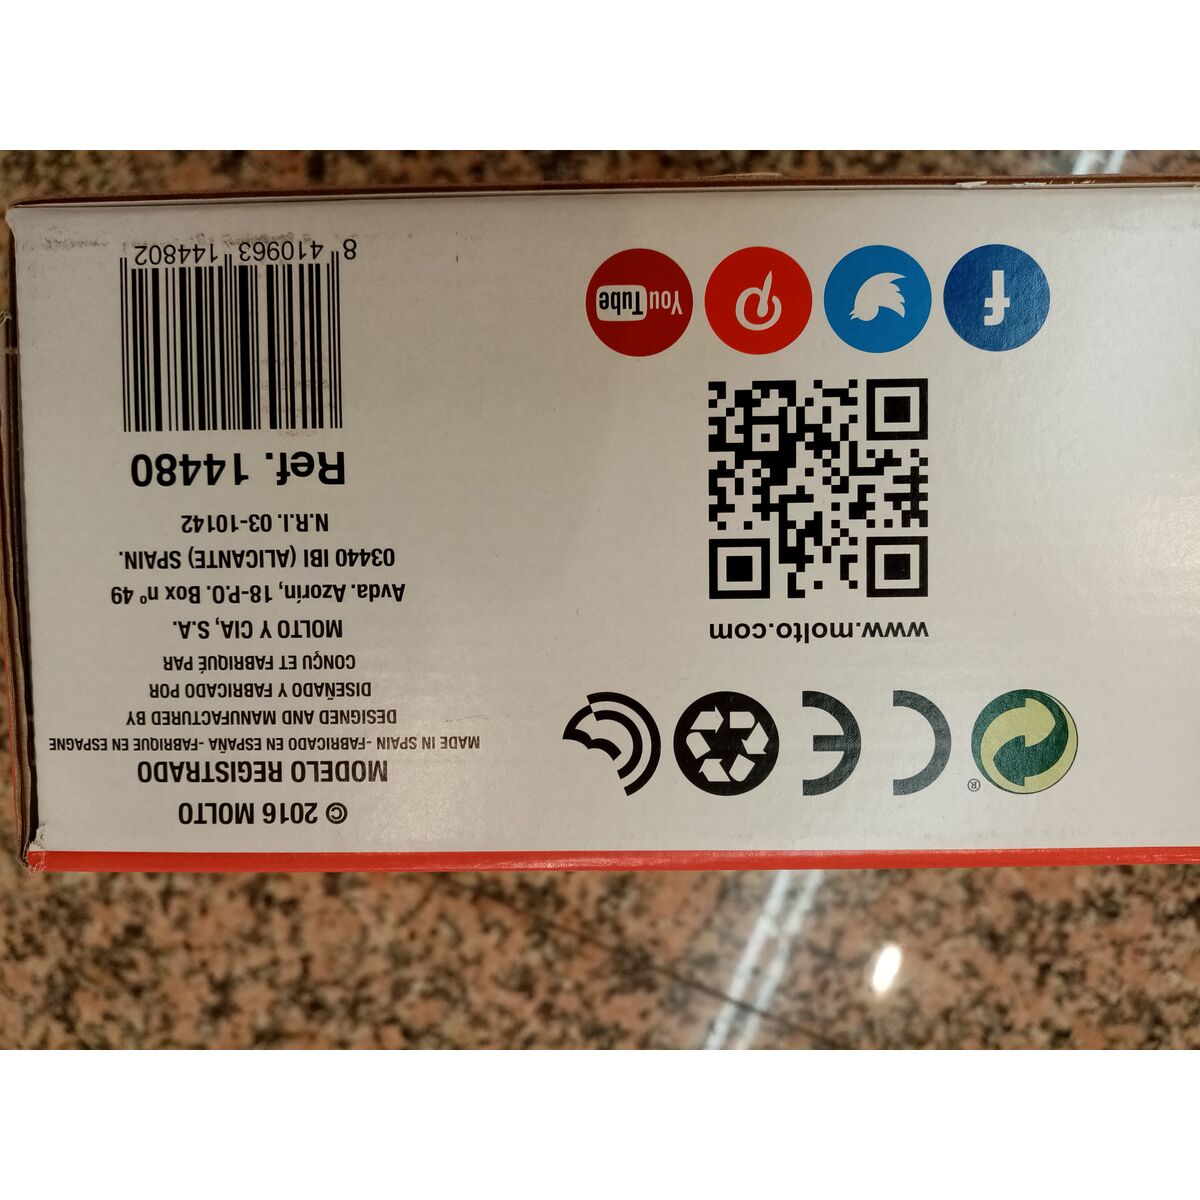 © 2016 MOLTO
MODELO REGISTRADO
MADE IN SPAIN - FABRICADO EN ESPAÑA - FABRIQUE EN ESPAGNE
DESIGNED AND MANUFACTURED BY
DISEÑADO Y FABRICADO POR
CONÇU ET FABRIQUÉ PAR
MOLTO Y CIA, S.A.
Avda. Azorín, 18-P.O. Box nº 49
03440 IBI (ALICANTE) SPAIN.
N.R.I. 03-10142
Ref. 14480
8 410963 144802
®
CE
www.molto.com
f
YouTube